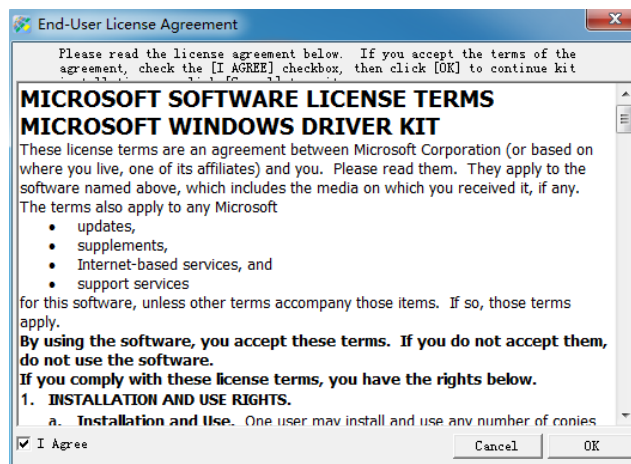 End-User License Agreement
Please read the license agreement below. If you accept the terms of the
agreement, check the [I AGREE] checkbox, then click [OK] to continue kit
MICROSOFT SOFTWARE LICENSE TERMS
MICROSOFT WINDOWS DRIVER KIT
These license terms are an agreement between Microsoft Corporation (or based on
where you live, one of its affiliates) and you. Please read them. They apply to the
software named above, which includes the media on which you received it, if any.
The terms also apply to any Microsoft
• updates,
• supplements,
• Internet-based services, and
• support services
for this software, unless other terms accompany those items. If so, those terms
apply.
By using the software, you accept these terms. If you do not accept them,
do not use the software.
If you comply with these license terms, you have the rights below.
1. INSTALLATION AND USE RIGHTS.
a. Installation and Use. One user may install and use any number of copies
I Agree
Cancel
OK